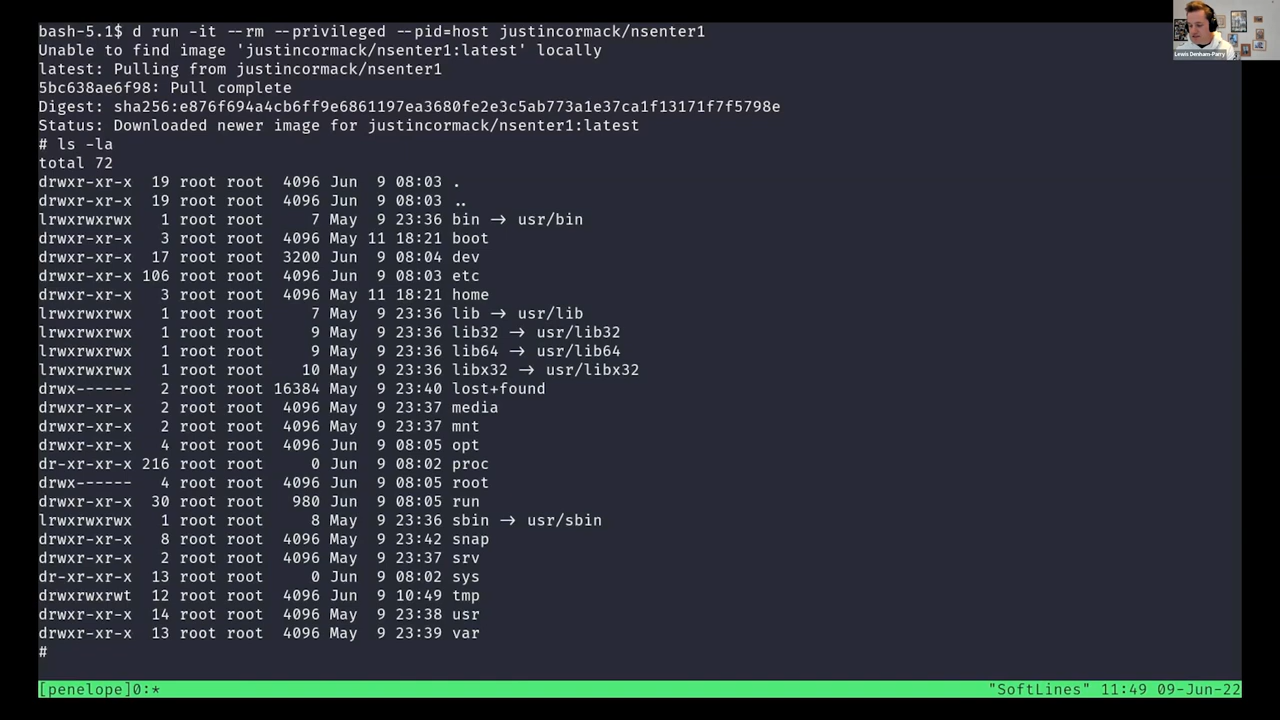 bash-5.1$ d run -it --rm --privileged --pid=host justincormack/nsenter1
Unable to find image 'justincormack/nsenter1:latest' locally
latest: Pulling from justincormack/nsenter1
5bc638ae6f98: Pull complete
Digest: sha256:e876f694a4cb6ff9e6861197ea3680fe2e3c5ab773a1e37ca1f13171f7f5798e
Status: Downloaded newer image for justincormack/nsenter1:latest
# ls -la
total 72
drwxr-xr-x  19 root root  4096 Jun  9 08:03 .
drwxr-xr-x  19 root root  4096 Jun  9 08:03 ..
lrwxrwxrwx   1 root root     7 May  9 23:36 bin -> usr/bin
drwxr-xr-x   3 root root  4096 May 11 18:21 boot
drwxr-xr-x  17 root root  3200 Jun  9 08:04 dev
drwxr-xr-x 106 root root  4096 Jun  9 08:03 etc
drwxr-xr-x   3 root root  4096 May 11 18:21 home
lrwxrwxrwx   1 root root     7 May  9 23:36 lib -> usr/lib
lrwxrwxrwx   1 root root     9 May  9 23:36 lib32 -> usr/lib32
lrwxrwxrwx   1 root root     9 May  9 23:36 lib64 -> usr/lib64
lrwxrwxrwx   1 root root    10 May  9 23:36 libx32 -> usr/libx32
drwx------   2 root root 16384 May  9 23:40 lost+found
drwxr-xr-x   2 root root  4096 May  9 23:37 media
drwxr-xr-x   2 root root  4096 May  9 23:37 mnt
drwxr-xr-x   4 root root  4096 Jun  9 08:05 opt
dr-xr-xr-x 216 root root     0 Jun  9 08:02 proc
drwx------   4 root root  4096 Jun  9 08:05 root
drwxr-xr-x  30 root root   980 Jun  9 08:05 run
lrwxrwxrwx   1 root root     8 May  9 23:36 sbin -> usr/sbin
drwxr-xr-x   8 root root  4096 May  9 23:42 snap
drwxr-xr-x   2 root root  4096 May  9 23:37 srv
dr-xr-xr-x  13 root root     0 Jun  9 08:02 sys
drwxrwxrwt  12 root root  4096 Jun  9 10:49 tmp
drwxr-xr-x  14 root root  4096 May  9 23:38 usr
drwxr-xr-x  13 root root  4096 May  9 23:39 var
#
[penelope]0:* "SoftLines" 11:49 09-Jun-22
Lewis Denham-Parry